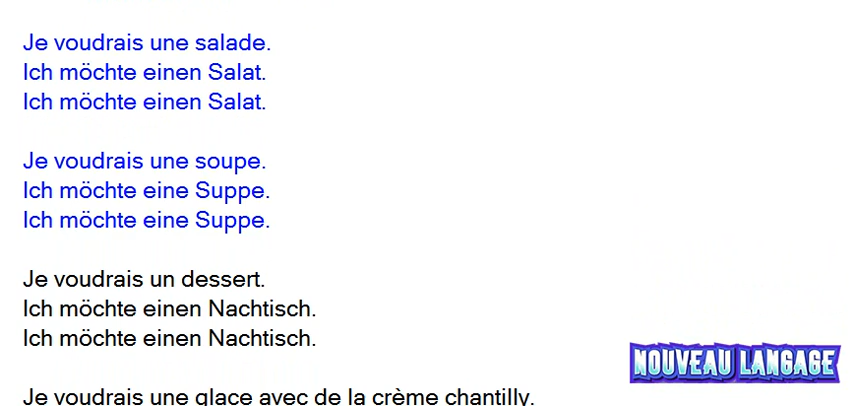 Je voudrais une salade.
Ich möchte einen Salat.
Ich möchte einen Salat.
Je voudrais une soupe.
Ich möchte eine Suppe.
Ich möchte eine Suppe.
Je voudrais un dessert.
Ich möchte einen Nachtisch.
Ich möchte einen Nachtisch.
NOUVEAU LANGAGE
Je voudrais une glace avec de la crème chantilly.